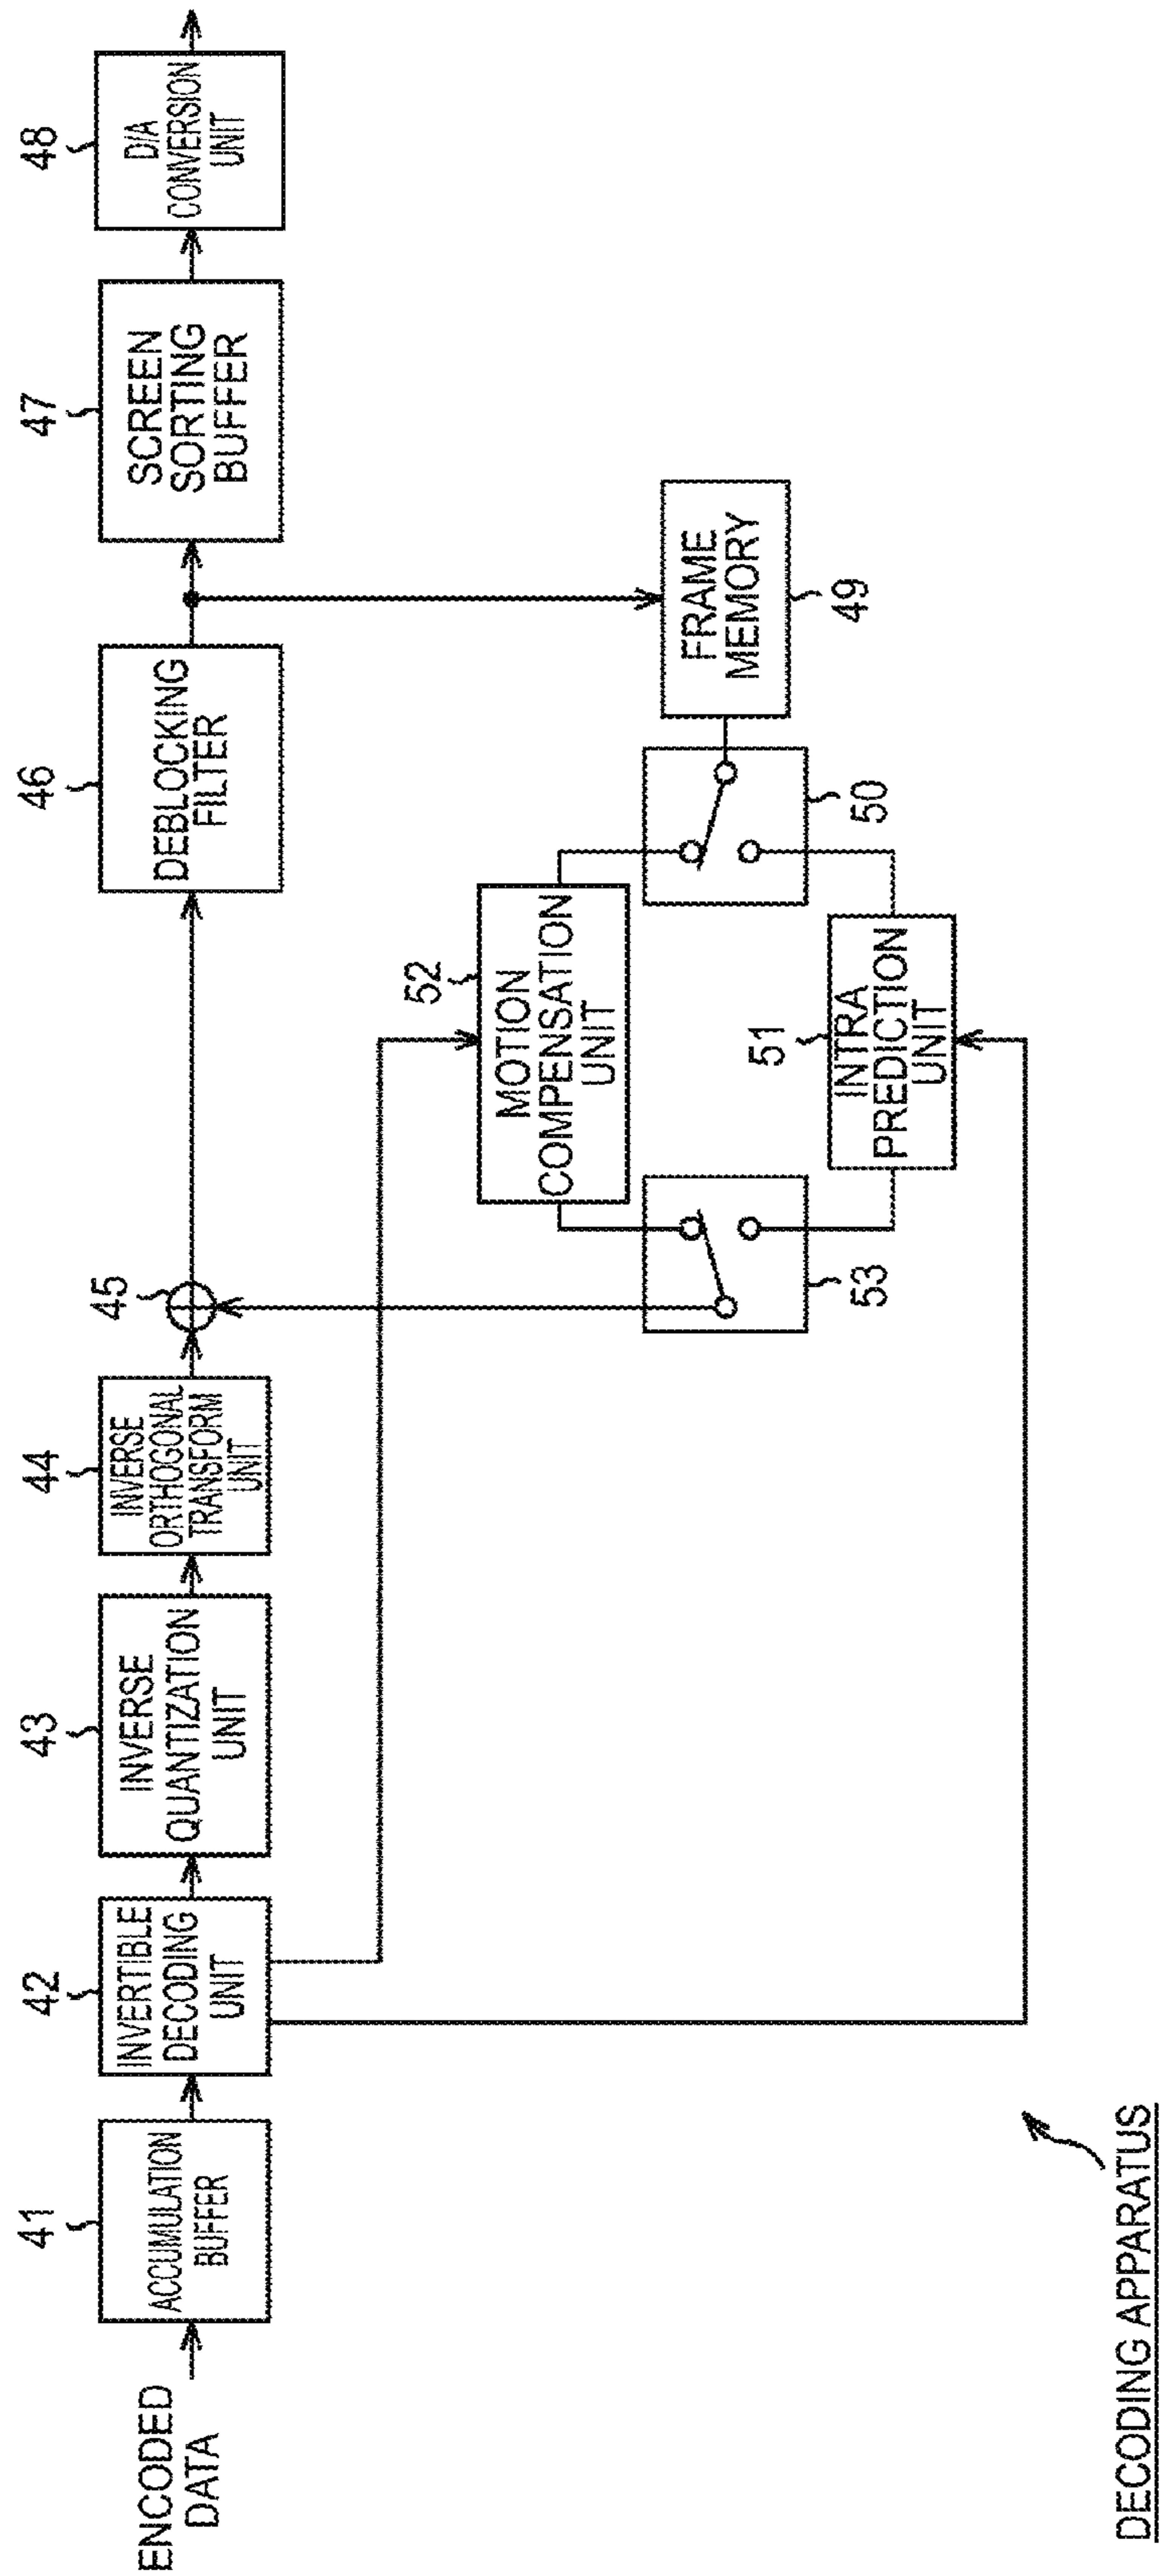 ENCODED
DATA
41
ACCUMULATION
BUFFER
42
INVERTIBLE
DECODING
UNIT
43
INVERSE
QUANTIZATION
UNIT
44
INVERSE
ORTHOGONAL
TRANSFORM
UNIT
45
46
DEBLOCKING
FILTER
47
SCREEN
SORTING
BUFFER
48
D/A
CONVERSION
UNIT
52
MOTION
COMPENSATION
UNIT
FRAME
MEMORY
49
53
50
51
INTRA
PREDICTION
UNIT
DECODING APPARATUS